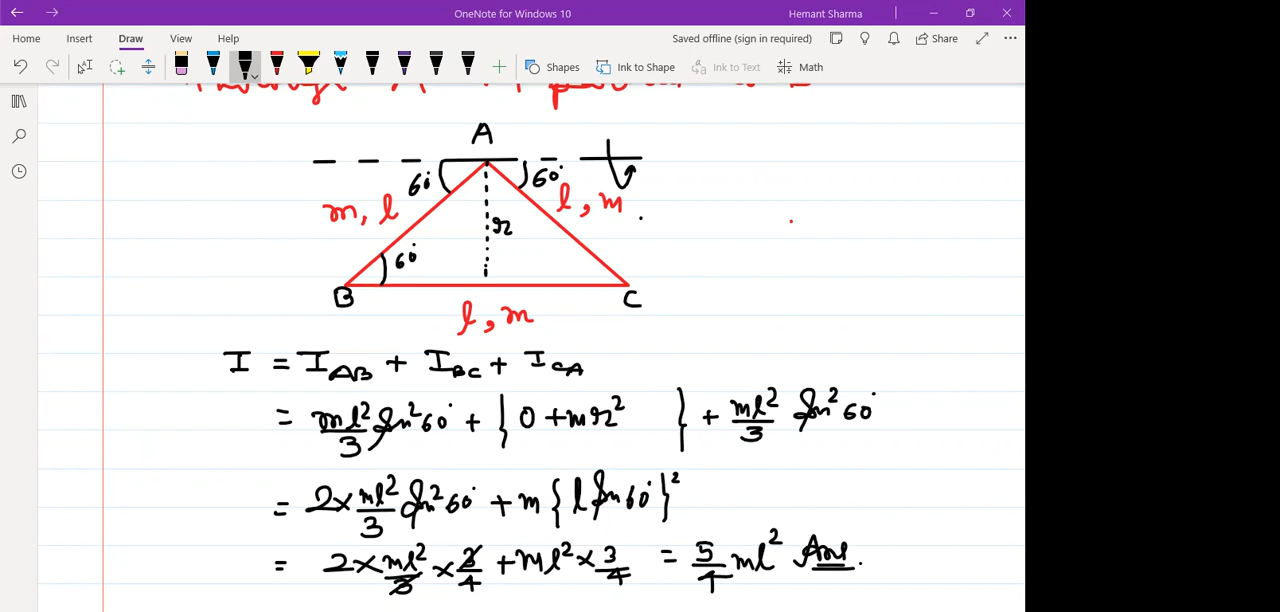 OneNote for Windows 10
Hemant Sharma
Home Insert Draw View Help
Saved offline (sign in required)
Share
Shapes Ink to Shape Ink to Text Math
Through A
A
60° 60°
m, l l, m
r
60°
B C
l, m
I = I_AB + I_BC + I_CA
= ml²/3 sin²60° + { 0 + mr² } + ml²/3 sin²60°
= 2 × ml²/3 sin²60° + m { l sin 60° }²
= 2 × ml²/3 × 3/4 + ml² × 3/4 = 5/4 ml² Ans.